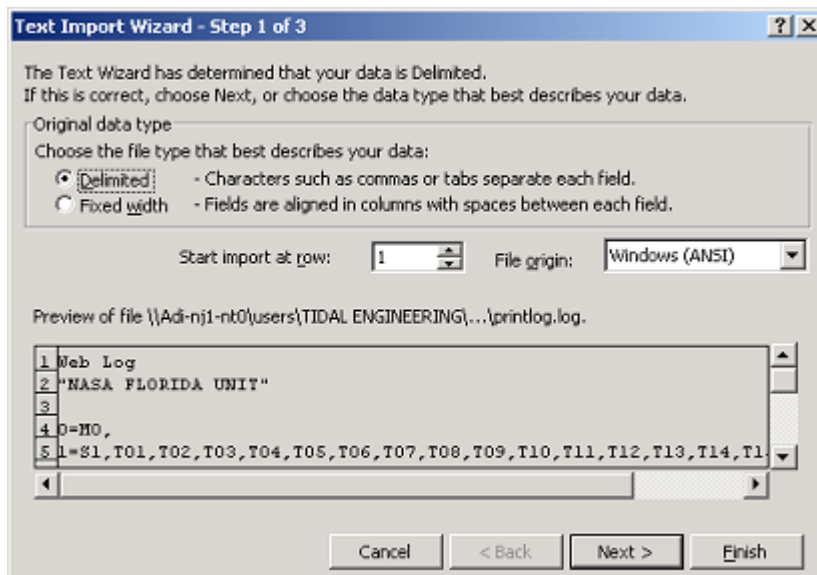 Text Import Wizard - Step 1 of 3
The Text Wizard has determined that your data is Delimited.
If this is correct, choose Next, or choose the data type that best describes your data.
Original data type
Choose the file type that best describes your data:
Delimited - Characters such as commas or tabs separate each field.
Fixed width - Fields are aligned in columns with spaces between each field.
Start import at row: 1 File origin: Windows (ANSI)
Preview of file \\Adi-nj1-nt0\users\TIDAL ENGINEERING\...\printlog.log.
1 Web Log
2 "NASA FLORIDA UNIT"
3
4 0=M0,
5 1=S1,T01,T02,T03,T04,T05,T06,T07,T08,T09,T10,T11,T12,T13,T14,T1
Cancel < Back Next > Finish